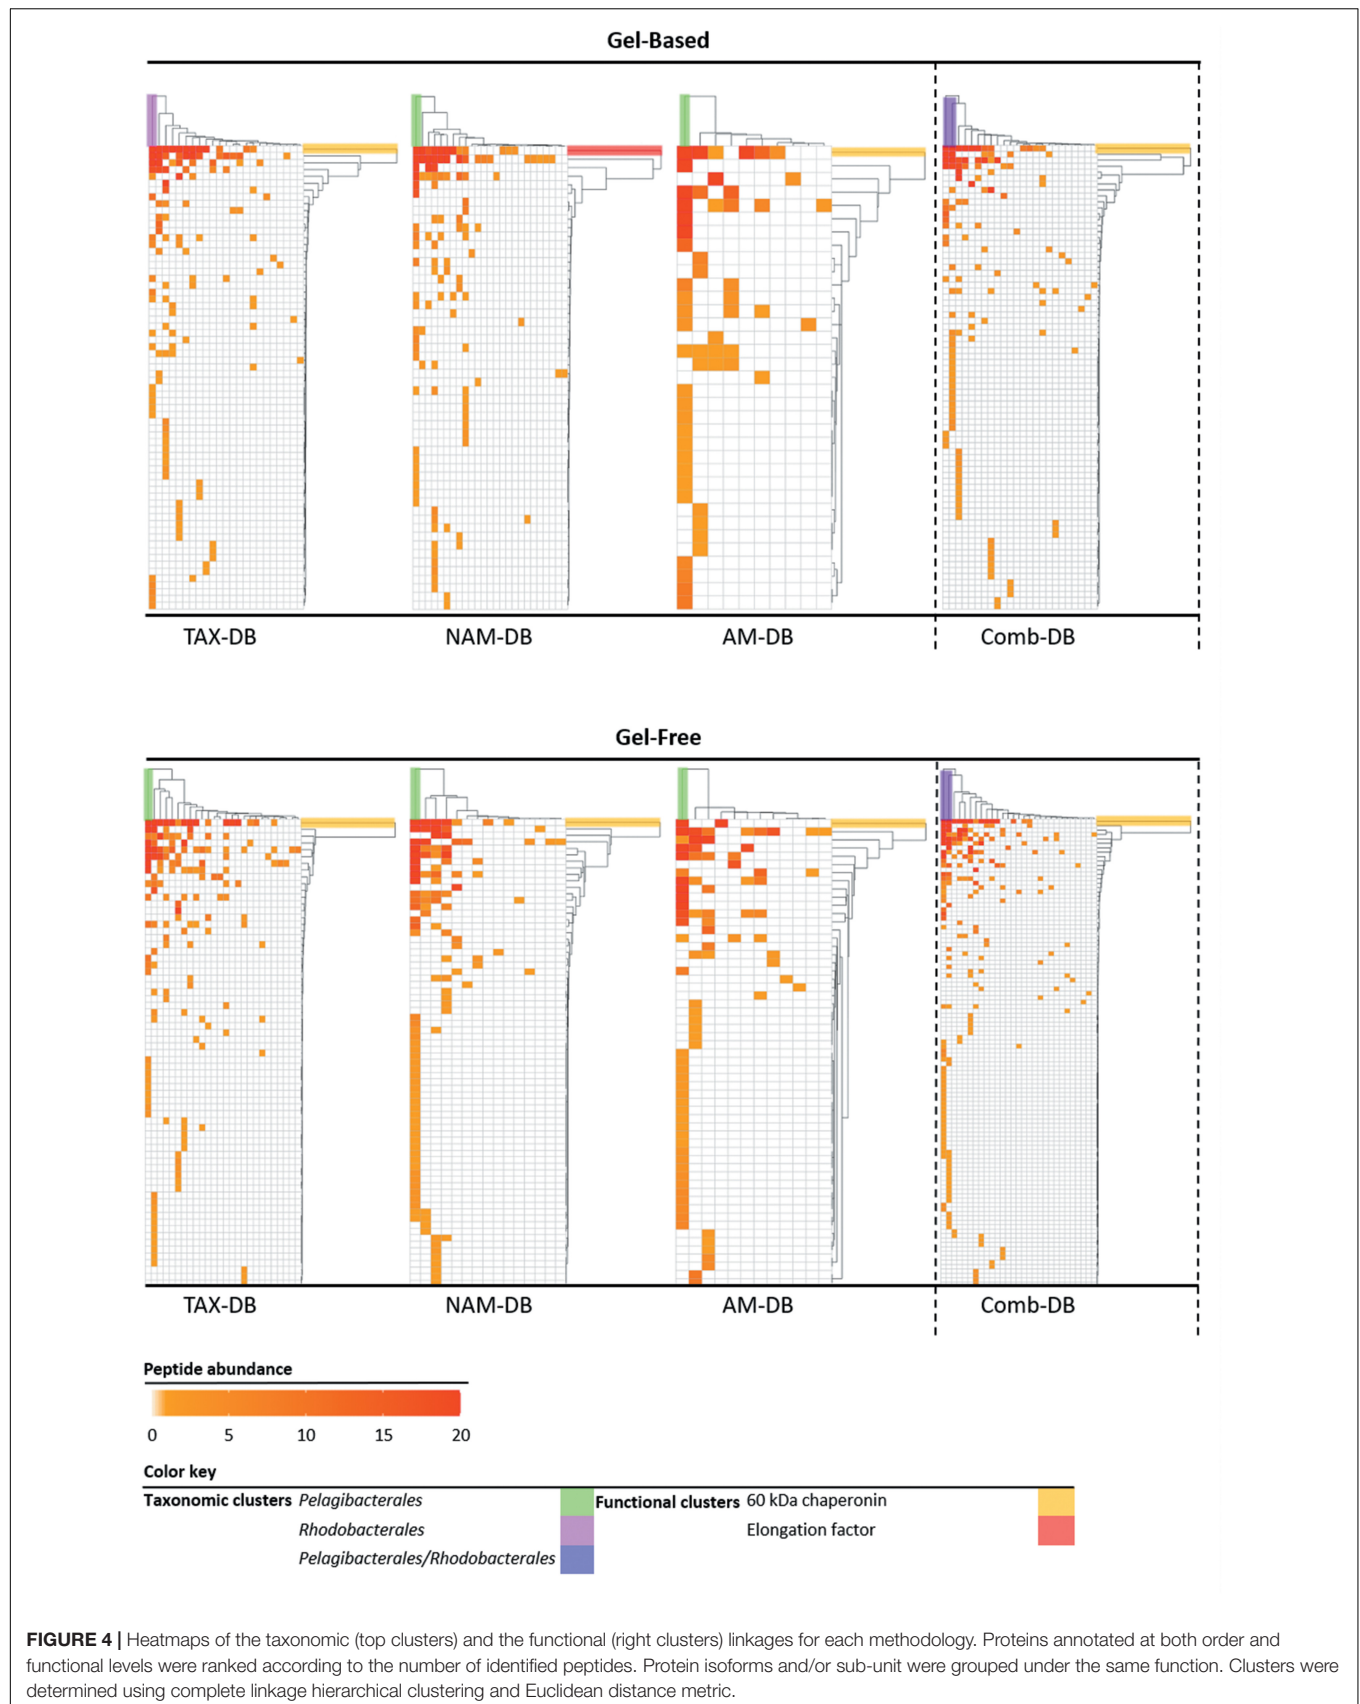 Gel-Based
TAX-DB NAM-DB AM-DB Comb-DB
Gel-Free
TAX-DB NAM-DB AM-DB Comb-DB
Peptide abundance
0 5 10 15 20
Color key
Taxonomic clusters Pelagibacterales Functional clusters 60 kDa chaperonin
Rhodobacterales Elongation factor
Pelagibacterales/Rhodobacterales
FIGURE 4 | Heatmaps of the taxonomic (top clusters) and the functional (right clusters) linkages for each methodology. Proteins annotated at both order and
functional levels were ranked according to the number of identified peptides. Protein isoforms and/or sub-unit were grouped under the same function. Clusters were
determined using complete linkage hierarchical clustering and Euclidean distance metric.